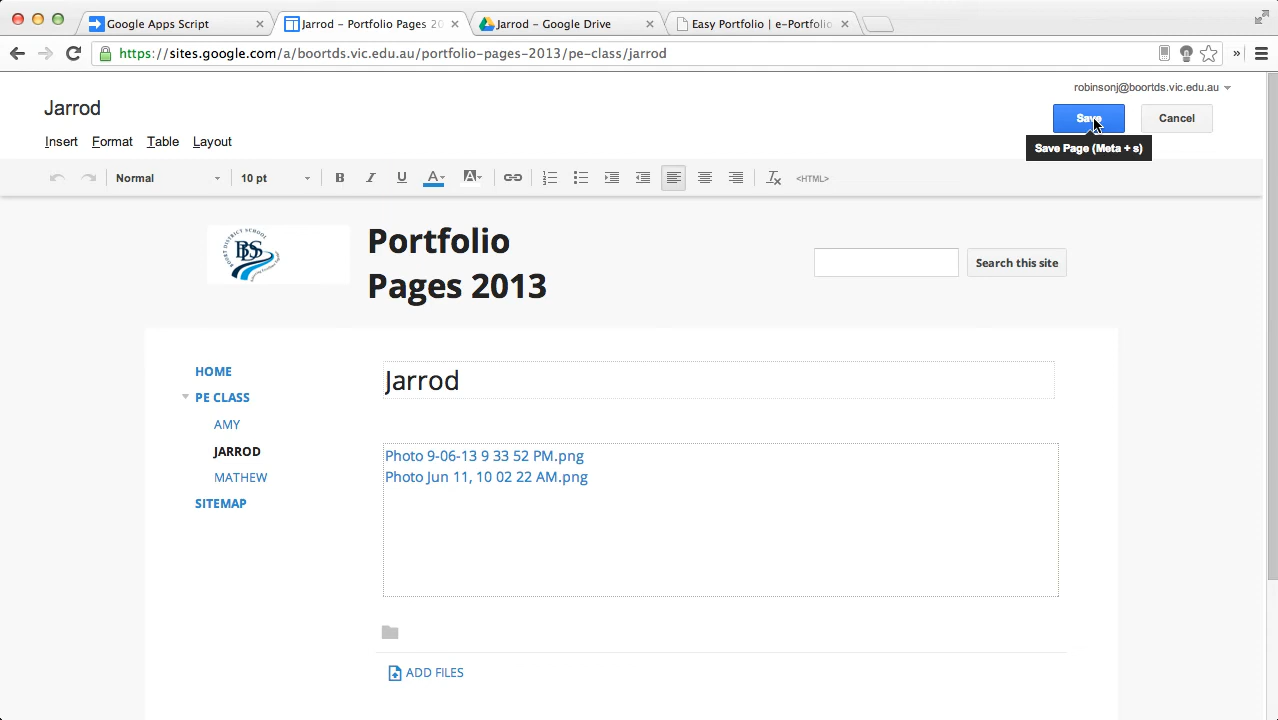 Google Apps Script
Jarrod – Portfolio Pages 20
Jarrod – Google Drive
Easy Portfolio | e-Portfolio
https://sites.google.com/a/boortds.vic.edu.au/portfolio-pages-2013/pe-class/jarrod
robinsonj@boortds.vic.edu.au
Jarrod
Save
Cancel
Insert Format Table Layout
Save Page (Meta + s)
Normal 10 pt B I U A A <HTML>
BOORT DISTRICT SCHOOL
BDS
Portfolio
Pages 2013
Search this site
HOME
PE CLASS
AMY
JARROD
MATHEW
SITEMAP
Jarrod
Photo 9-06-13 9 33 52 PM.png
Photo Jun 11, 10 02 22 AM.png
ADD FILES